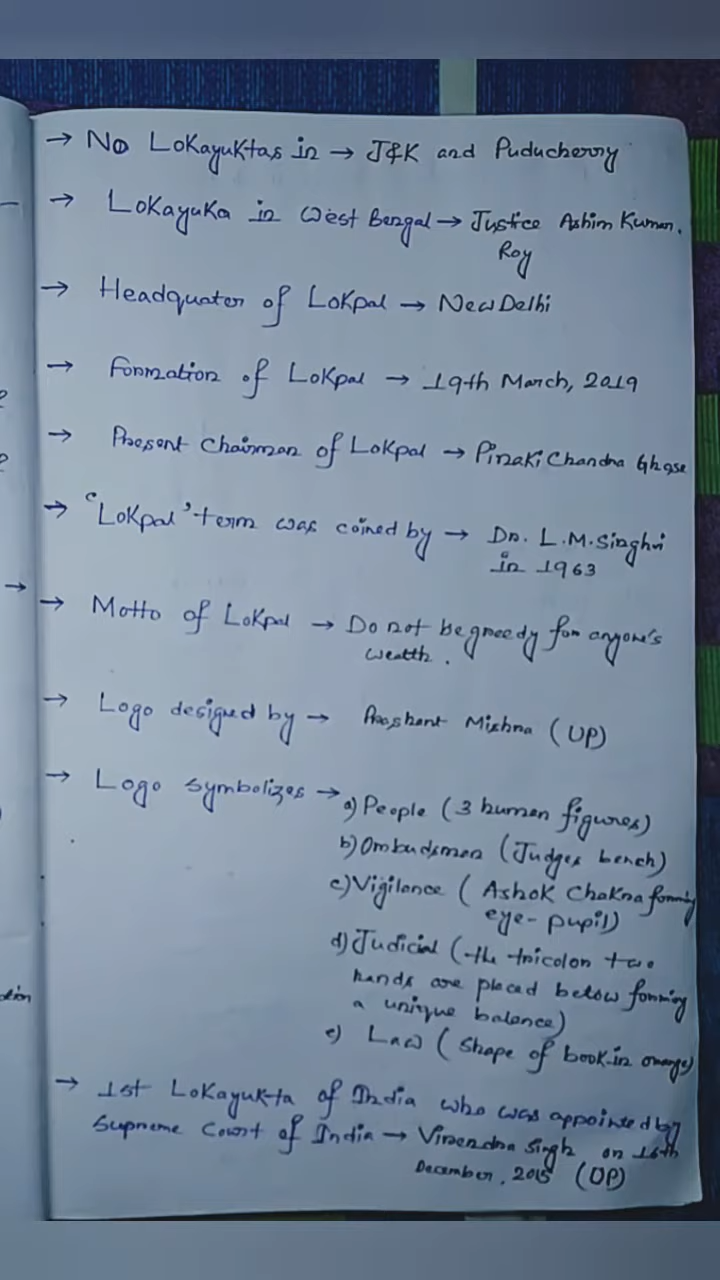 → No Lokayuktas in → J&K and Puducherry
→ Lokayuka in West Bengal → Justice Ashim Kumar.
Roy
→ Headquater of Lokpal → New Delhi
→ Formation of Lokpal → 19th March, 2019
→ Present Chairman of Lokpal → Pinaki Chandra Ghose
→ 'Lokpal' term was coined by → Dr. L.M. Singhvi
in 1963
→ Motto of Lokpal → Do not be greedy for anyone's
wealth.
→ Logo designed by → Prashant Mishra (UP)
→ Logo symbolizes → a) People (3 human figures)
b) Ombudsman (Judges bench)
c) Vigilance (Ashok Chakra forming
eye-pupil)
d) Judicial (the tricolor two
hands are placed below forming
a unique balance)
e) Law (shape of book in orange)
→ 1st Lokayukta of India who was appointed by
Supreme Court of India → Virendra Singh on 16th
December, 2015 (UP)